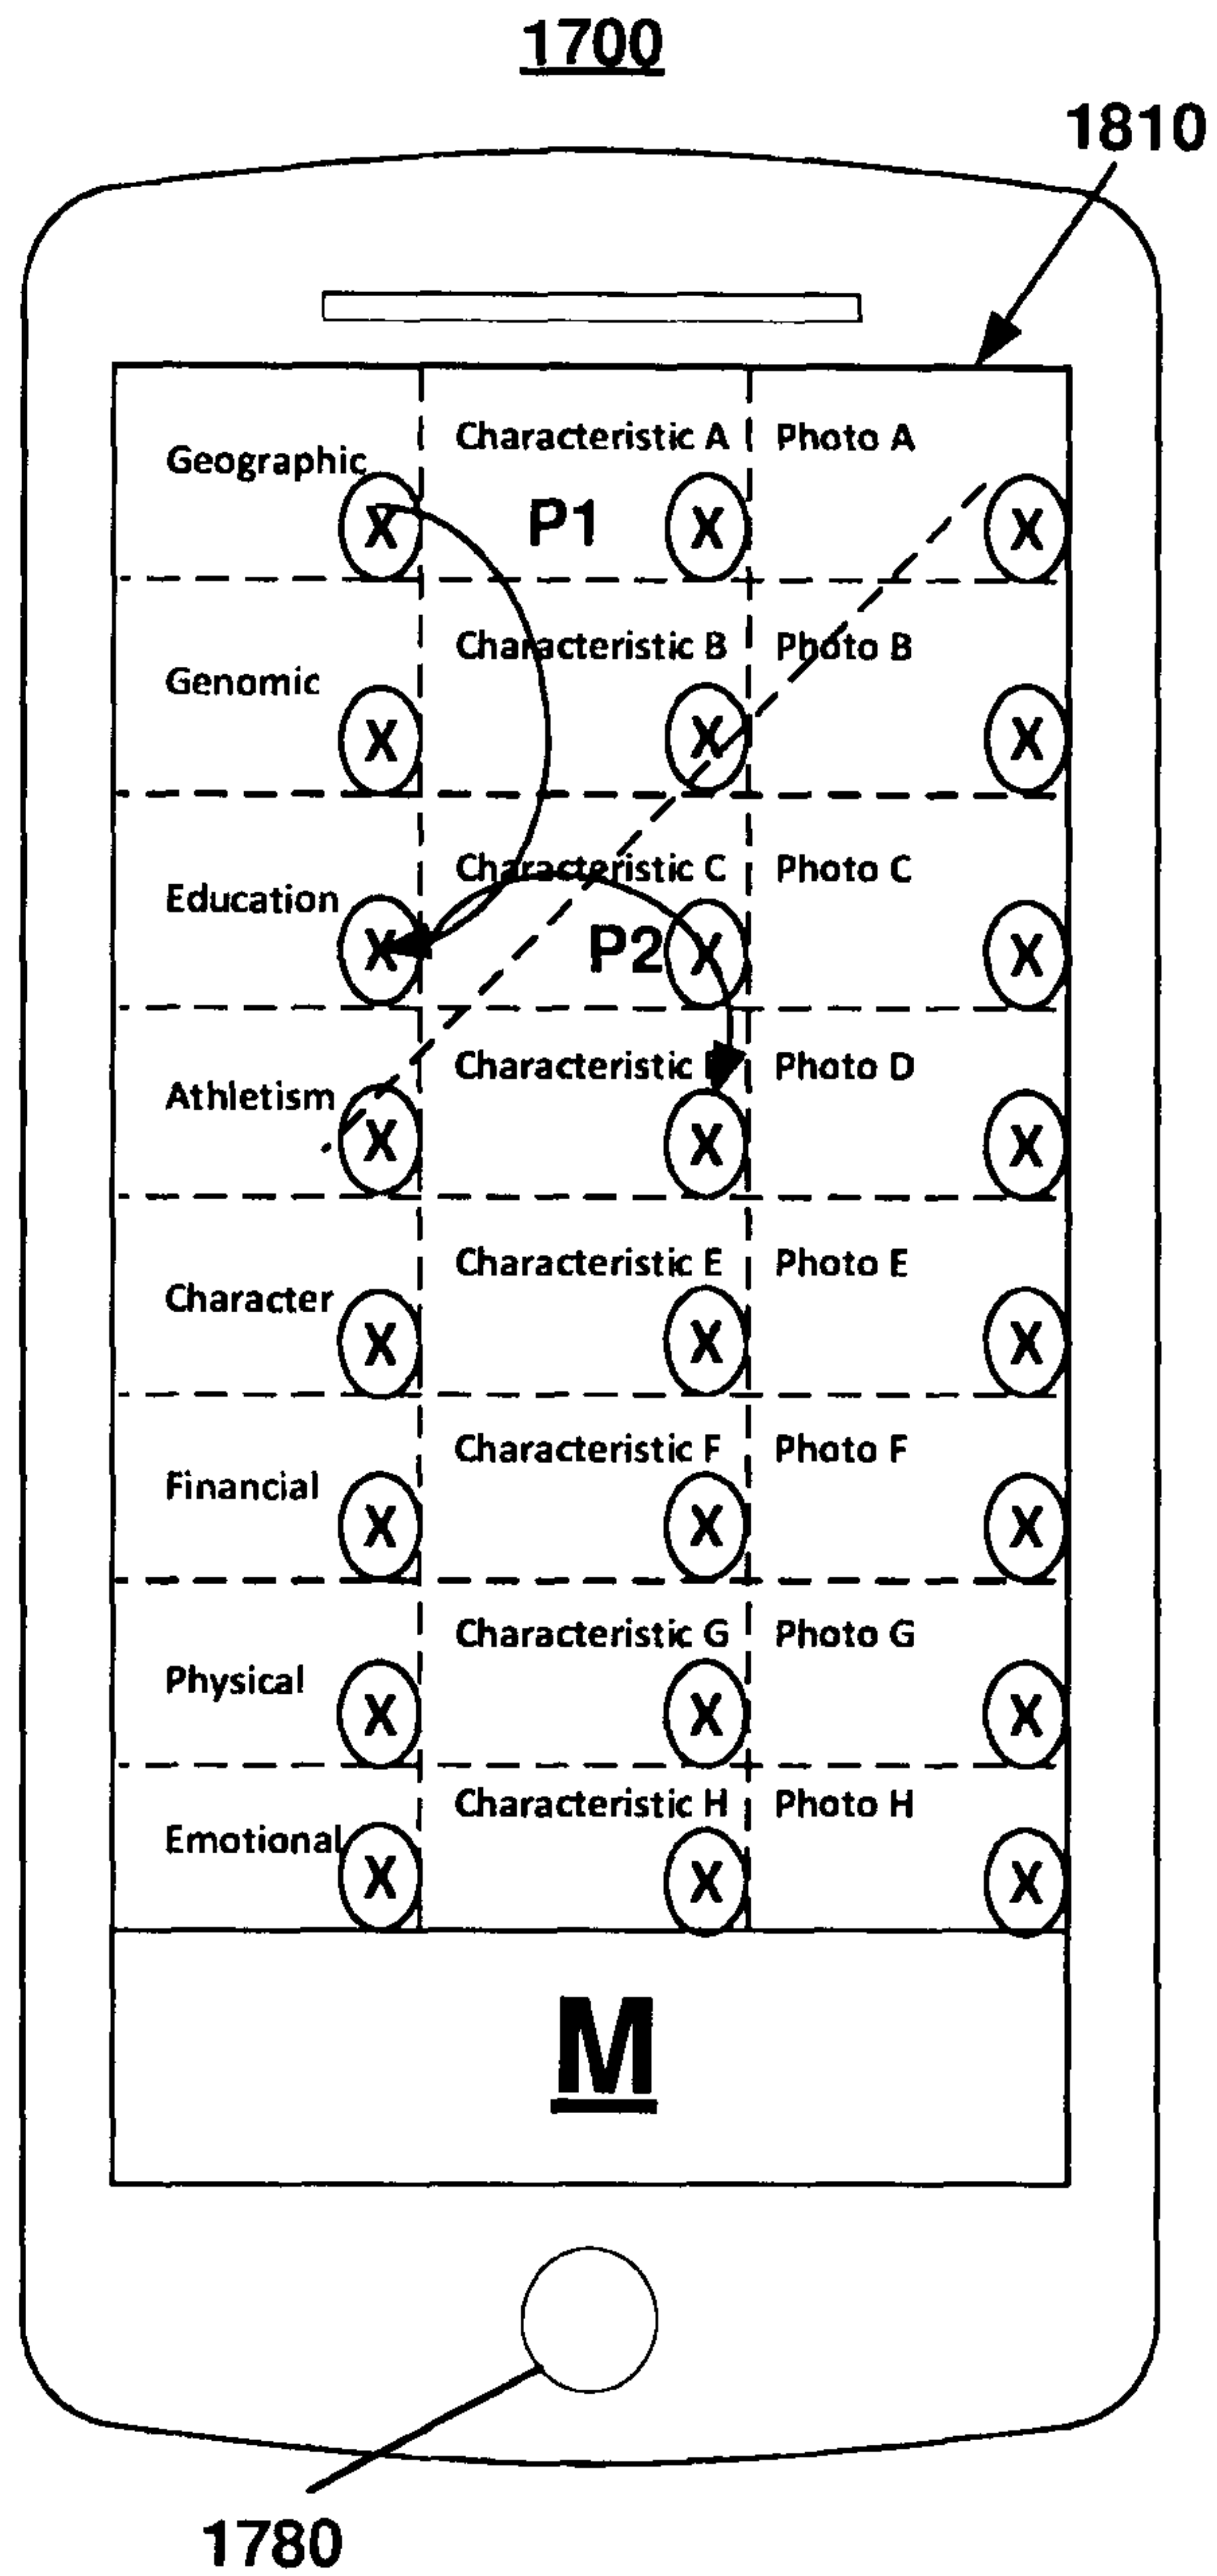 1700
1810
Characteristic A Photo A
Geographic
X P1 X X
Characteristic B Photo B
Genomic
X X X
Characteristic C Photo C
Education
X P2 X X
Characteristic Photo D
Athletism
X X X
Characteristic E Photo E
Character
X X X
Characteristic F Photo F
Financial
X X X
Characteristic G Photo G
Physical
X X X
Characteristic H Photo H
Emotional
X X X
M
1780